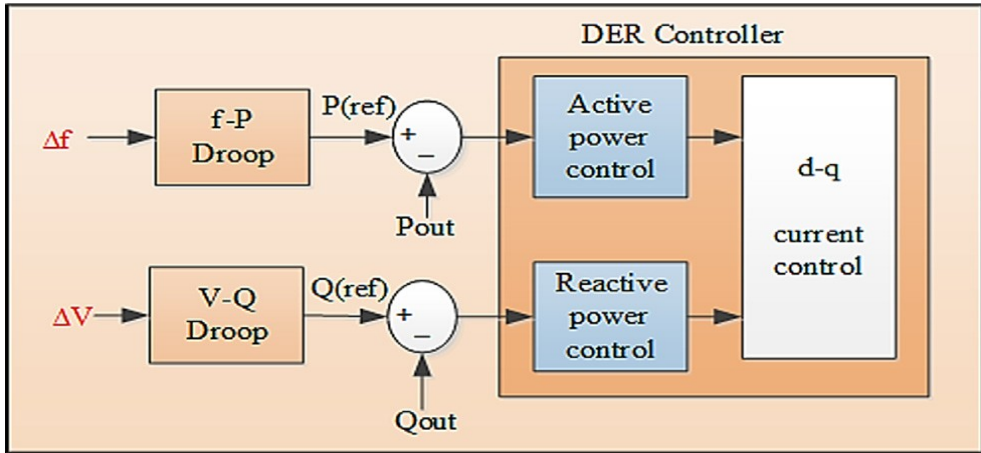 DER Controller
Δf
f-P
Droop
P(ref)
+
−
Pout
Active
power
control
d-q
current
control
ΔV
V-Q
Droop
Q(ref)
+
−
Qout
Reactive
power
control